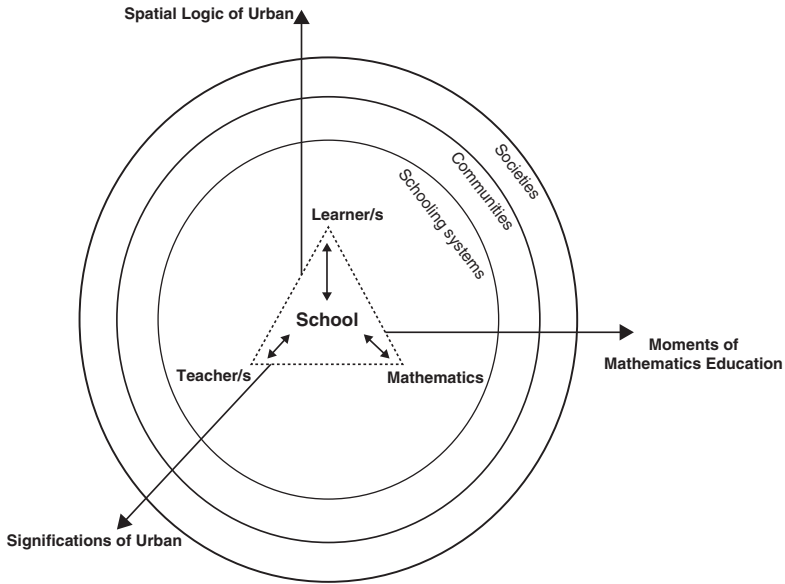 Spatial Logic of Urban
Societies
Communities
Schooling systems
Learner/s
School
Moments of
Mathematics Education
Teacher/s
Mathematics
Significations of Urban